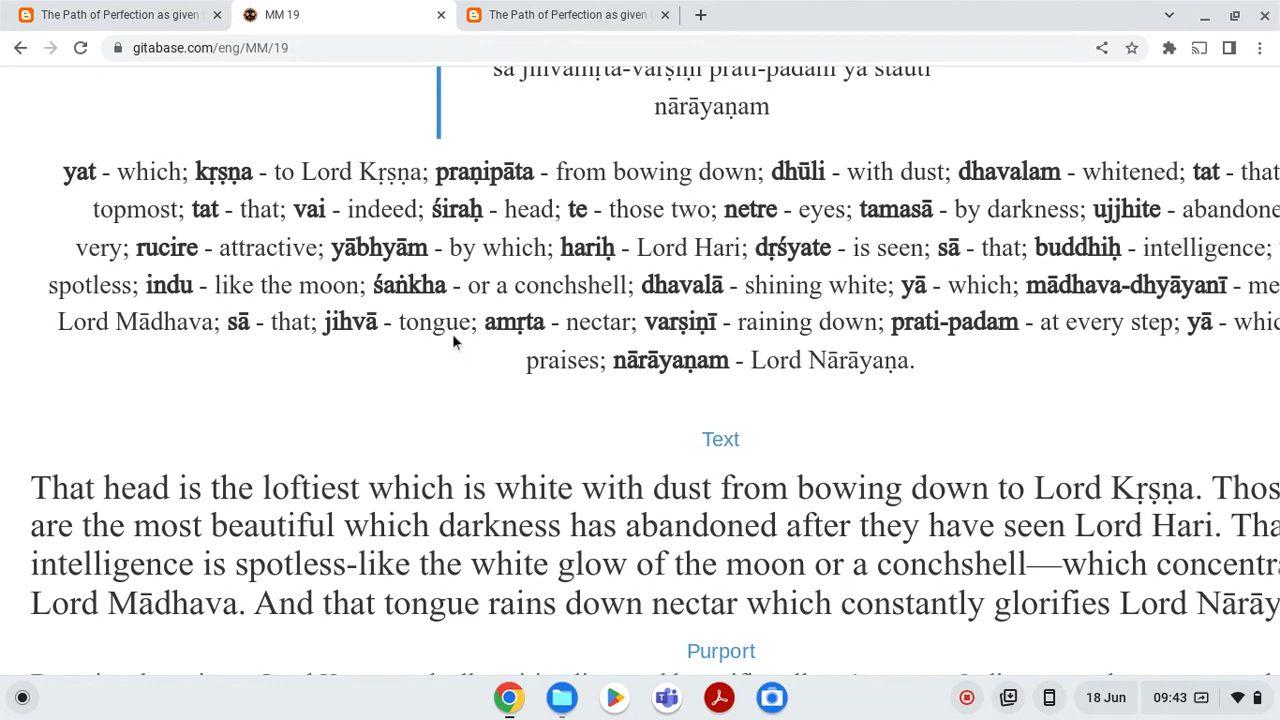 The Path of Perfection as given
MM 19
The Path of Perfection as given
gitabase.com/eng/MM/19
sā jihvāmṛta-varṣiṇī prati-padaṁ yā stauti
nārāyaṇam
yat - which; kṛṣṇa - to Lord Kṛṣṇa; praṇipāta - from bowing down; dhūli - with dust; dhavalam - whitened; tat - that
topmost; tat - that; vai - indeed; śiraḥ - head; te - those two; netre - eyes; tamasā - by darkness; ujjhite - abandone
very; rucire - attractive; yābhyām - by which; hariḥ - Lord Hari; dṛśyate - is seen; sā - that; buddhiḥ - intelligence;
spotless; indu - like the moon; śaṅkha - or a conchshell; dhavalā - shining white; yā - which; mādhava-dhyāyanī - me
Lord Mādhava; sā - that; jihvā - tongue; amṛta - nectar; varṣiṇī - raining down; prati-padam - at every step; yā - whic
praises; nārāyaṇam - Lord Nārāyaṇa.
Text
That head is the loftiest which is white with dust from bowing down to Lord Kṛṣṇa. Thos
are the most beautiful which darkness has abandoned after they have seen Lord Hari. Tha
intelligence is spotless-like the white glow of the moon or a conchshell—which concentra
Lord Mādhava. And that tongue rains down nectar which constantly glorifies Lord Nārāy
Purport
18 Jun
09:43